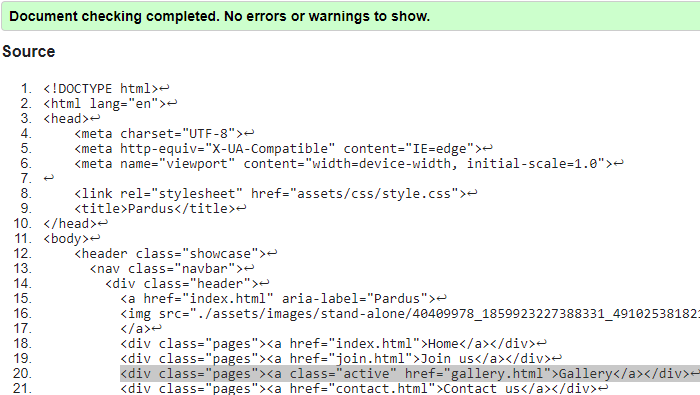 Document checking completed. No errors or warnings to show.
Source
1. <!DOCTYPE html>↩
2. <html lang="en">↩
3. <head>↩
4. <meta charset="UTF-8">↩
5. <meta http-equiv="X-UA-Compatible" content="IE=edge">↩
6. <meta name="viewport" content="width=device-width, initial-scale=1.0">↩
7. ↩
8. <link rel="stylesheet" href="assets/css/style.css">↩
9. <title>Pardus</title>↩
10. </head>↩
11. <body>↩
12. <header class="showcase">↩
13. <nav class="navbar">↩
14. <div class="header">↩
15. <a href="index.html" aria-label="Pardus">↩
16. <img src="./assets/images/stand-alone/40409978_1859923227388331_49102538182
17. </a>↩
18. <div class="pages"><a href="index.html">Home</a></div>↩
19. <div class="pages"><a href="join.html">Join us</a></div>↩
20. <div class="pages"><a class="active" href="gallery.html">Gallery</a></div>↩
21. <div class="pages"><a href="contact.html">Contact us</a></div>↩